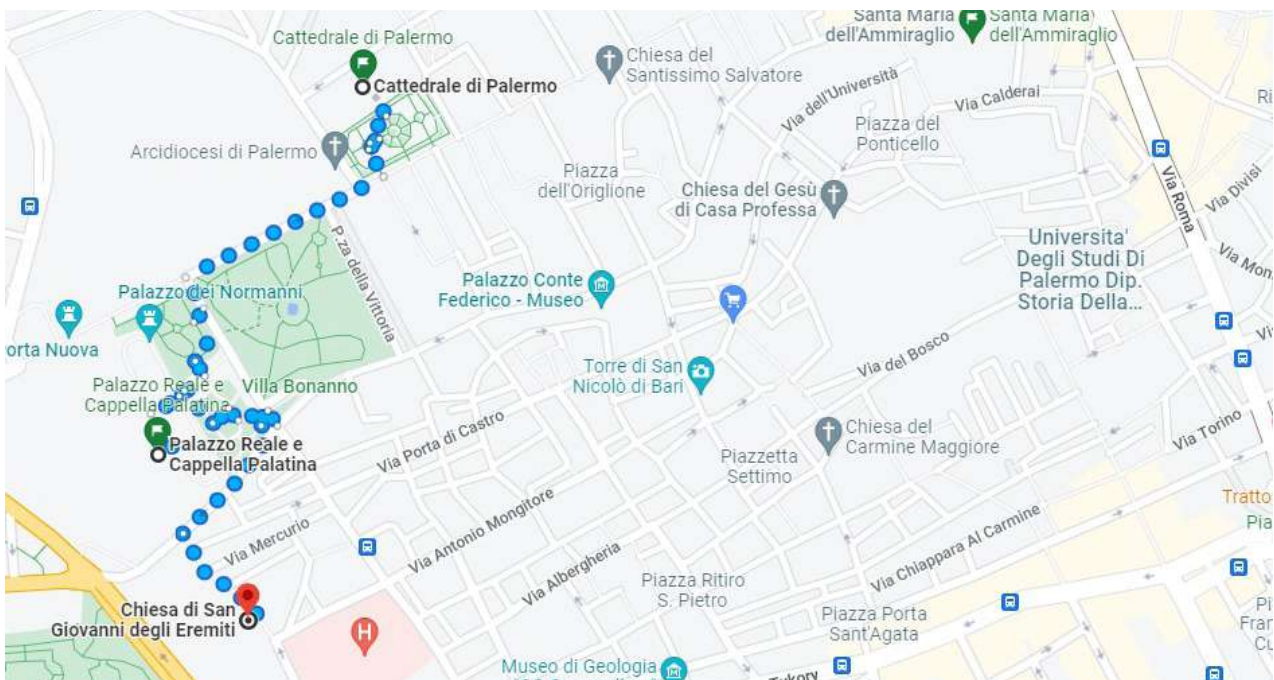 Santa Maria
dell'Ammiraglio
Santa Maria
dell'Ammiraglio
Cattedrale di Palermo
Cattedrale di Palermo
Chiesa del
Santissimo Salvatore
Via dell'Università
Via Calderai
Piazza del
Ponticello
Arcidiocesi di Palermo
Piazza
dell'Origlione
Chiesa del Gesù
di Casa Professa
Via Roma
Via Divisi
P.za della Vittoria
Universita'
Degli Studi Di
Palermo Dip.
Storia Della...
Palazzo Conte
Federico - Museo
Palazzo dei Normanni
orta Nuova
Torre di San
Nicolò di Bari
Via del Bosco
Palazzo Reale e
Cappella Palatina
Villa Bonanno
Palazzo Reale e
Cappella Palatina
Via Porta di Castro
Chiesa del
Carmine Maggiore
Piazzetta
Settimo
Via Torino
Tratto
Via Mercurio
Via Antonio Mongitore
Via Albergheria
Via Chiappara Al Carmine
Piazza Ritiro
S. Pietro
Piazza Porta
Sant'Agata
Chiesa di San
Giovanni degli Eremiti
H
Museo di Geologia
Tukory